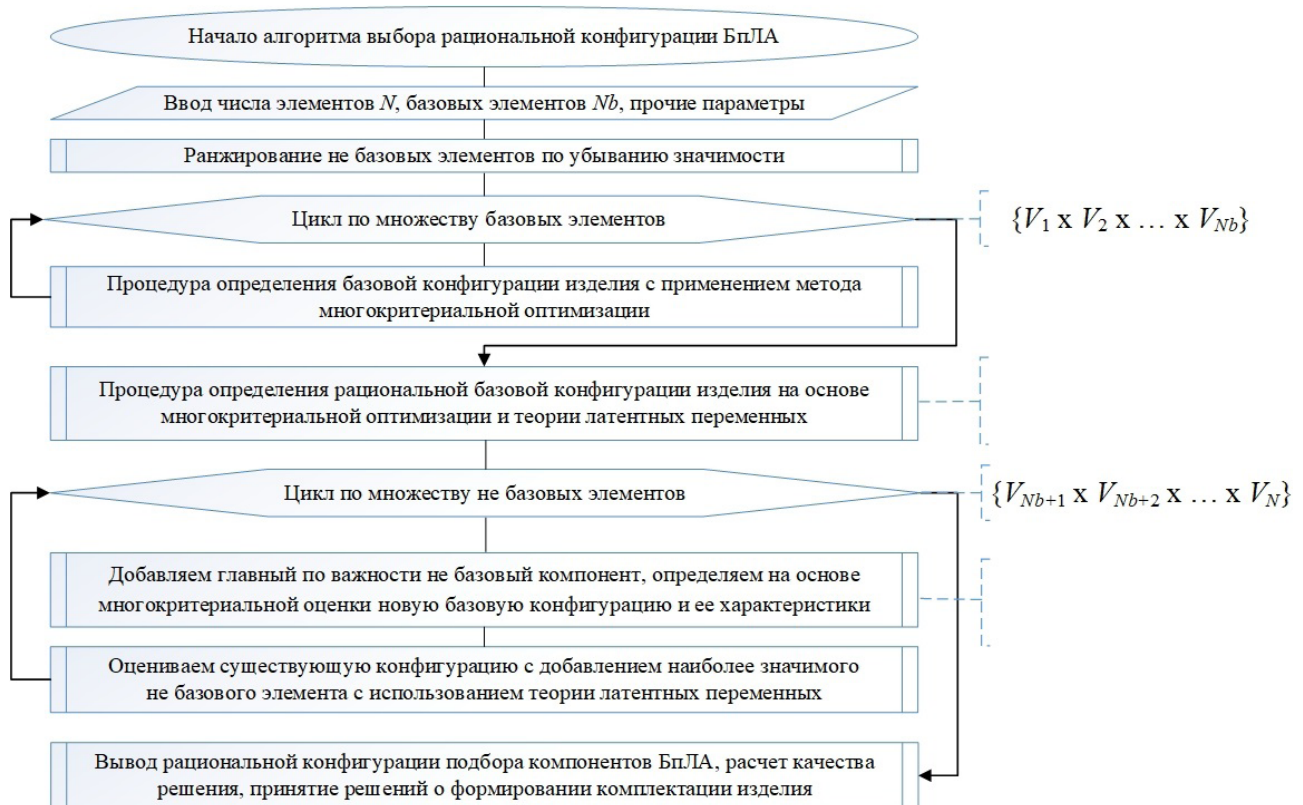 Начало алгоритма выбора рациональной конфигурации БпЛА
Ввод числа элементов N, базовых элементов Nb, прочие параметры
Ранжирование не базовых элементов по убыванию значимости
Цикл по множеству базовых элементов
{V1 x V2 x … x VNb}
Процедура определения базовой конфигурации изделия с применением метода
многокритериальной оптимизации
Процедура определения рациональной базовой конфигурации изделия на основе
многокритериальной оптимизации и теории латентных переменных
Цикл по множеству не базовых элементов
{VNb+1 x VNb+2 x … x VN}
Добавляем главный по важности не базовый компонент, определяем на основе
многокритериальной оценки новую базовую конфигурацию и ее характеристики
Оцениваем существующую конфигурацию с добавлением наиболее значимого
не базового элемента с использованием теории латентных переменных
Вывод рациональной конфигурации подбора компонентов БпЛА, расчет качества
решения, принятие решений о формировании комплектации изделия